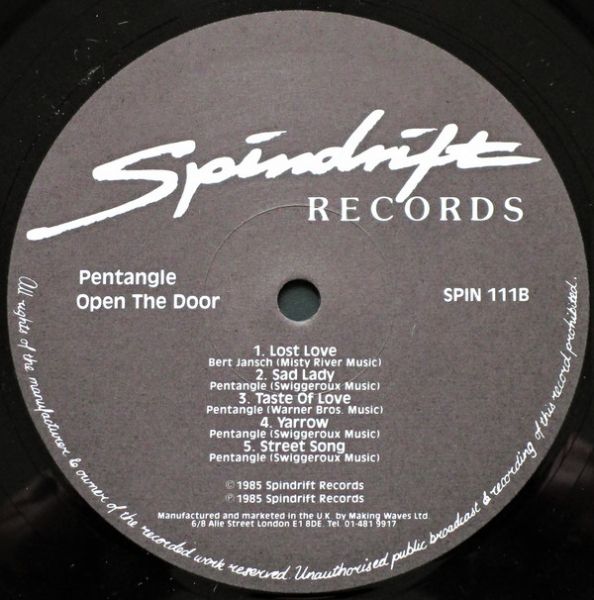 Spindrift
RECORDS
Pentangle
Open The Door
SPIN 111B
1. Lost Love
Bert Jansch (Misty River Music)
2. Sad Lady
Pentangle (Swiggeroux Music)
3. Taste Of Love
Pentangle (Warner Bros. Music)
4. Yarrow
Pentangle (Swiggeroux Music)
5. Street Song
Pentangle (Swiggeroux Music)
© 1985 Spindrift Records
℗ 1985 Spindrift Records
Manufactured and marketed in the U.K. by Making Waves Ltd
6/8 Alie Street London E1 8DE. Tel. 01-481 9917
All rights of the manufacturer & owner of the recorded work reserved. Unauthorised public broadcast & recording of this record prohibited.